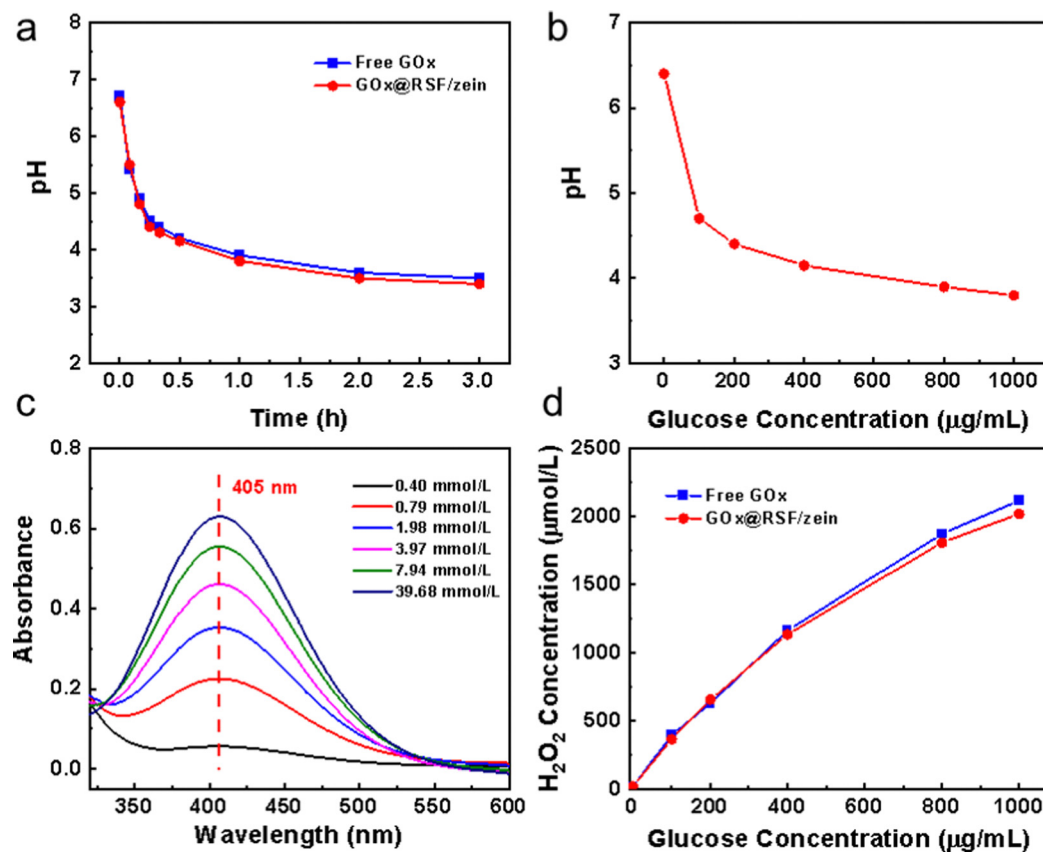 a
8
7
6
5
4
3
2
pH
Free GOx
GOx@RSF/zein
0.0 0.5 1.0 1.5 2.0 2.5 3.0
Time (h)
b
7
6
5
4
3
pH
0 200 400 600 800 1000
Glucose Concentration (μg/mL)
c
0.8
0.6
0.4
0.2
0.0
Absorbance
405 nm
0.40 mmol/L
0.79 mmol/L
1.98 mmol/L
3.97 mmol/L
7.94 mmol/L
39.68 mmol/L
350 400 450 500 550 600
Wavelength (nm)
d
2500
2000
1500
1000
500
0
H₂O₂ Concentration (μmol/L)
Free GOx
GOx@RSF/zein
0 200 400 600 800 1000
Glucose Concentration (μg/mL)